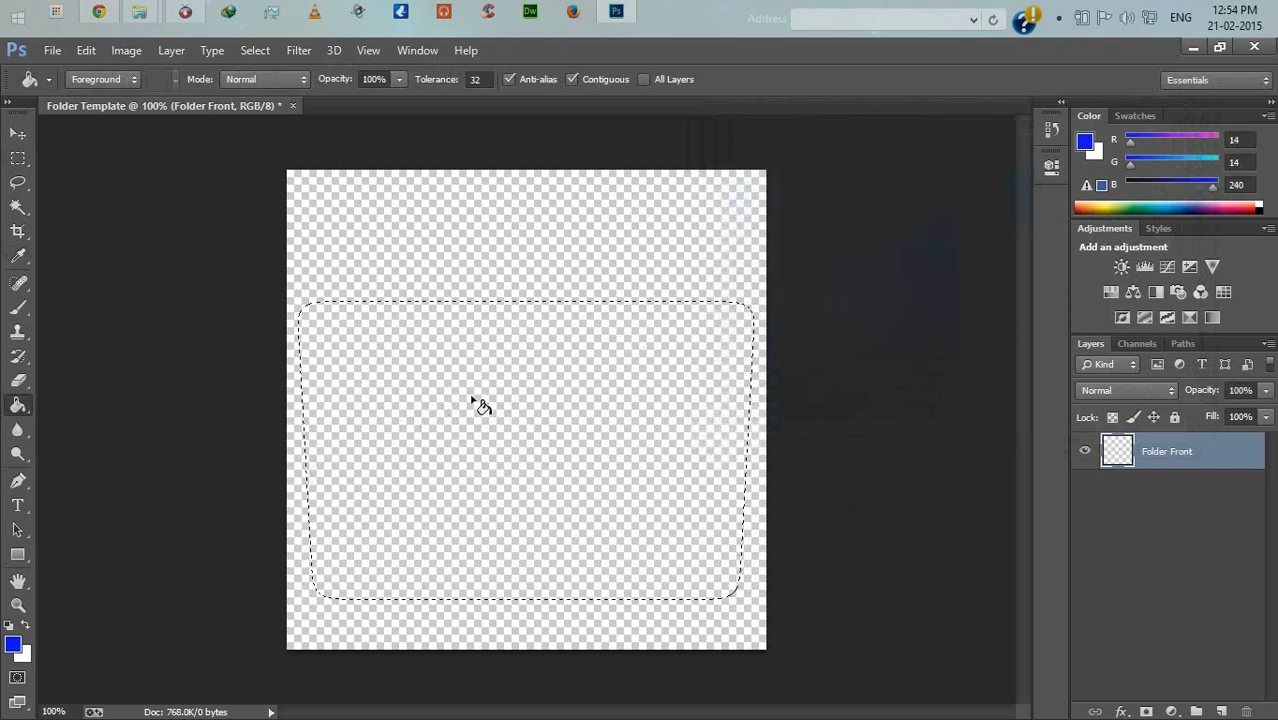 Address
ENG
12:54 PM
21-02-2015
Dw
Ps
Ps File Edit Image Layer Type Select Filter 3D View Window Help
Foreground Mode: Normal Opacity: 100% Tolerance: 32 Anti-alias Contiguous All Layers Essentials
Folder Template @ 100% (Folder Front, RGB/8) * ×
Color Swatches
R 14
G 14
B 240
Adjustments Styles
Add an adjustment
Layers Channels Paths
Kind
Normal Opacity: 100%
Lock: Fill: 100%
Folder Front
100% Doc: 768.0K/0 bytes